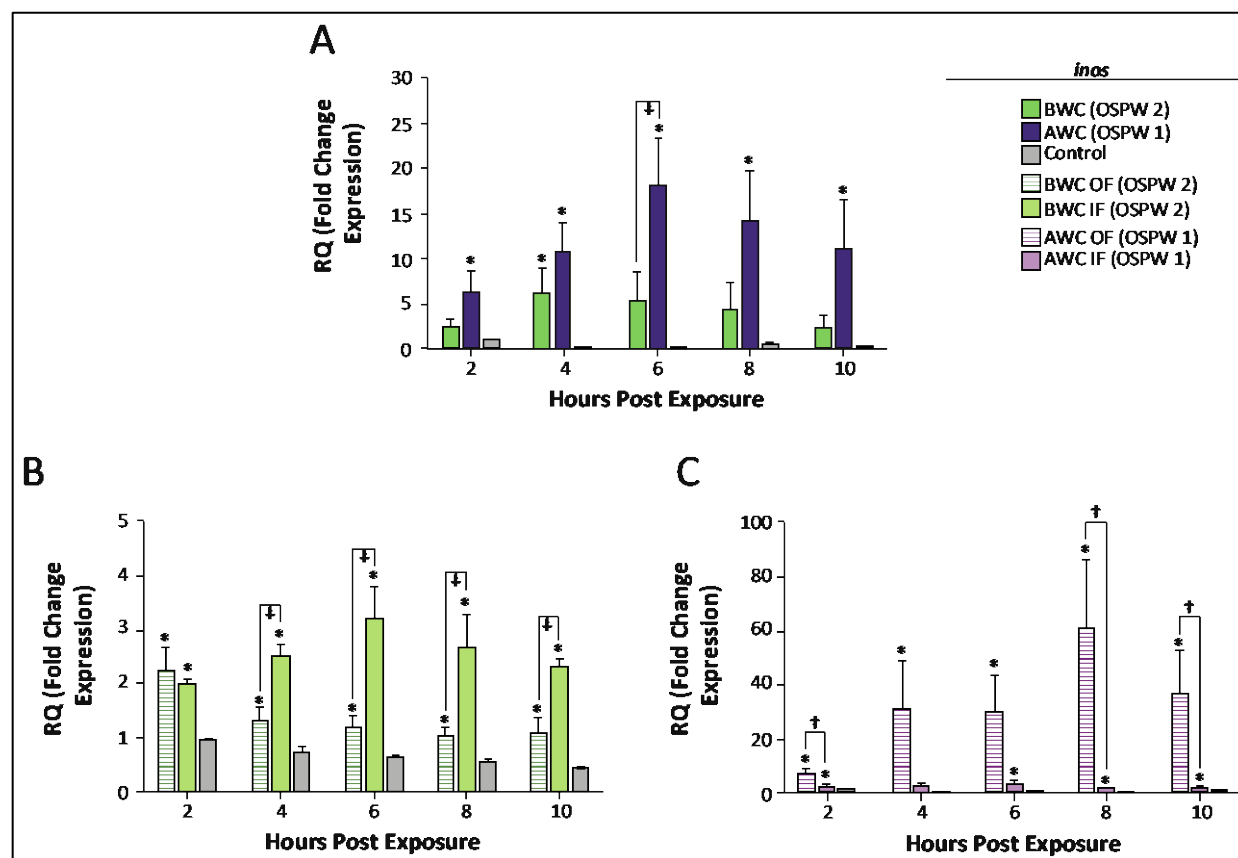 A
RQ (Fold Change
Expression)
30
25
20
15
10
5
0
‡
*
*
*
*
*
*
2
4
6
8
10
Hours Post Exposure
inos
BWC (OSPW 2)
AWC (OSPW 1)
Control
BWC OF (OSPW 2)
BWC IF (OSPW 2)
AWC OF (OSPW 1)
AWC IF (OSPW 1)
B
RQ (Fold Change
Expression)
5
4
3
2
1
0
* *
‡
* *
‡
* *
‡
* *
‡
* *
2
4
6
8
10
Hours Post Exposure
C
RQ (Fold Change
Expression)
100
80
60
40
20
0
†
* *
*
* *
†
* *
†
* *
2
4
6
8
10
Hours Post Exposure